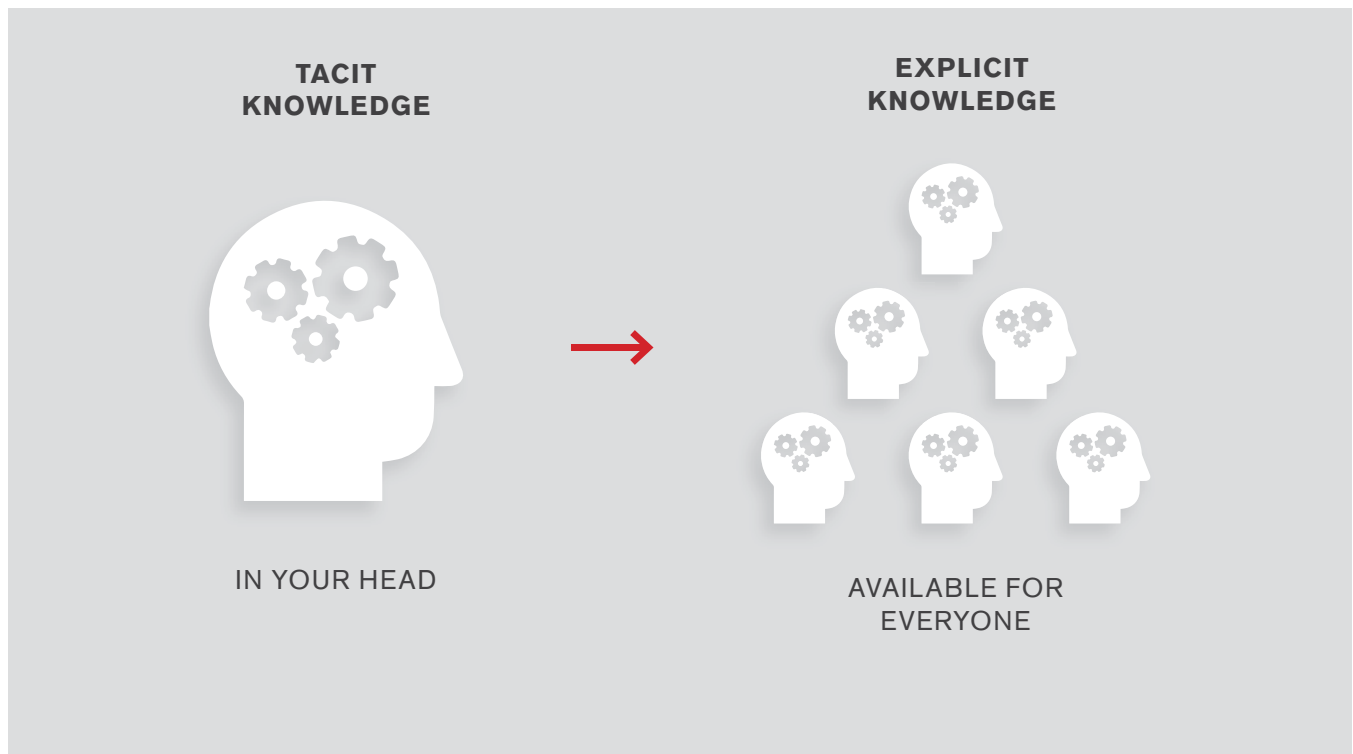 TACIT
KNOWLEDGE
IN YOUR HEAD
EXPLICIT
KNOWLEDGE
AVAILABLE FOR
EVERYONE